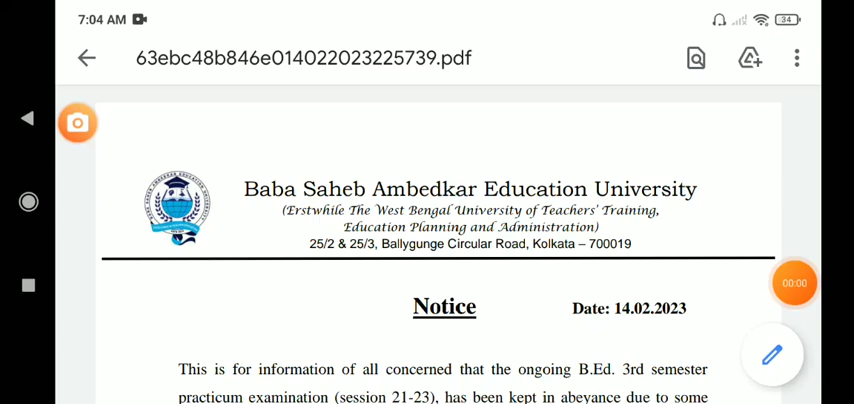 7:04 AM
34
63ebc48b846e014022023225739.pdf
Baba Saheb Ambedkar Education University
(Erstwhile The West Bengal University of Teachers' Training,
Education Planning and Administration)
25/2 & 25/3, Ballygunge Circular Road, Kolkata – 700019
00:00
Notice
Date: 14.02.2023
This is for information of all concerned that the ongoing B.Ed. 3rd semester
practicum examination (session 21-23), has been kept in abeyance due to some